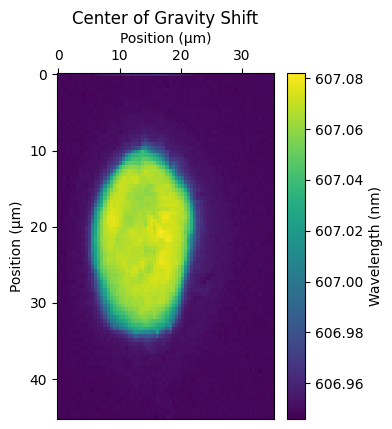 Center of Gravity Shift
Position (µm)
0 10 20 30
0
10
20
30
40
Position (µm)
607.08
607.06
607.04
607.02
607.00
606.98
606.96
Wavelength (nm)